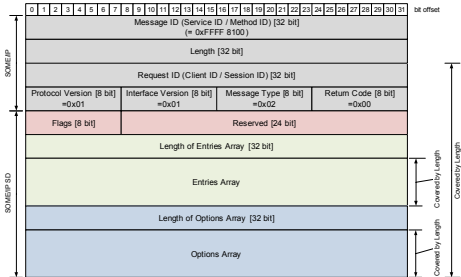 0 1 2 3 4 5 6 7 8 9 10 11 12 13 14 15 16 17 18 19 20 21 22 23 24 25 26 27 28 29 30 31 bit offset
Message ID (Service ID / Method ID) [32 bit]
(= 0xFFFF 8100)
Length [32 bit]
Request ID (Client ID / Session ID) [32 bit]
Protocol Version [8 bit]
=0x01
Interface Version [8 bit]
=0x01
Message Type [8 bit]
=0x02
Return Code [8 bit]
=0x00
Flags [8 bit]
Reserved [24 bit]
Length of Entries Array [32 bit]
Entries Array
Length of Options Array [32 bit]
Options Array
SOME/IP
SOME/IP SD
Covered by Length
Covered by Length
Covered by Length